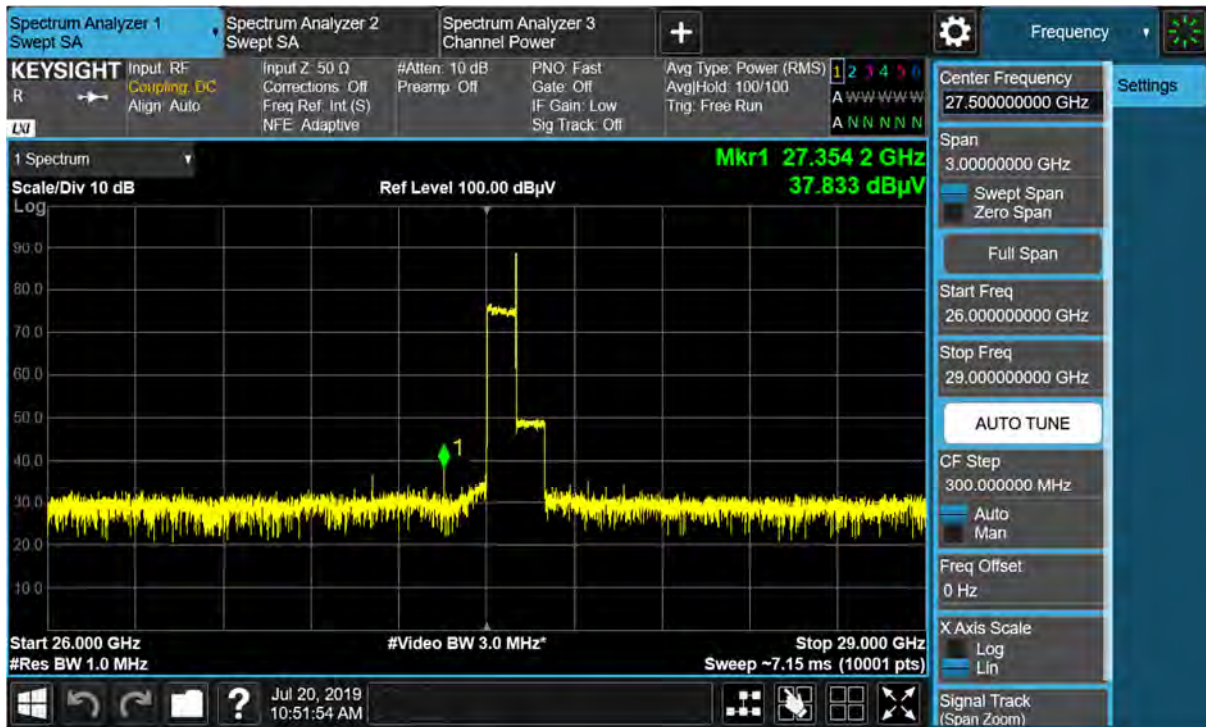 Spectrum Analyzer 1
Swept SA
Spectrum Analyzer 2
Swept SA
Spectrum Analyzer 3
Channel Power
+
Frequency
KEYSIGHT
R
LXI
Input: RF
Coupling: DC
Align: Auto
Input Z: 50 Ω
Corrections: Off
Freq Ref: Int (S)
NFE: Adaptive
#Atten: 10 dB
Preamp: Off
PNO: Fast
Gate: Off
IF Gain: Low
Sig Track: Off
Avg Type: Power (RMS)
Avg|Hold: 100/100
Trig: Free Run
1 2 3 4 5 6
A W W W W W
A N N N N N
1 Spectrum
Scale/Div 10 dB
Log
Ref Level 100.00 dBµV
Mkr1 27.354 2 GHz
37.833 dBµV
90.0
80.0
70.0
60.0
50.0
40.0
30.0
20.0
10.0
1
Start 26.000 GHz
#Res BW 1.0 MHz
#Video BW 3.0 MHz*
Stop 29.000 GHz
Sweep ~7.15 ms (10001 pts)
?
Jul 20, 2019
10:51:54 AM
Center Frequency
27.500000000 GHz
Span
3.00000000 GHz
Swept Span
Zero Span
Full Span
Start Freq
26.000000000 GHz
Stop Freq
29.000000000 GHz
AUTO TUNE
CF Step
300.000000 MHz
Auto
Man
Freq Offset
0 Hz
X Axis Scale
Log
Lin
Signal Track
(Span Zoom)
Settings